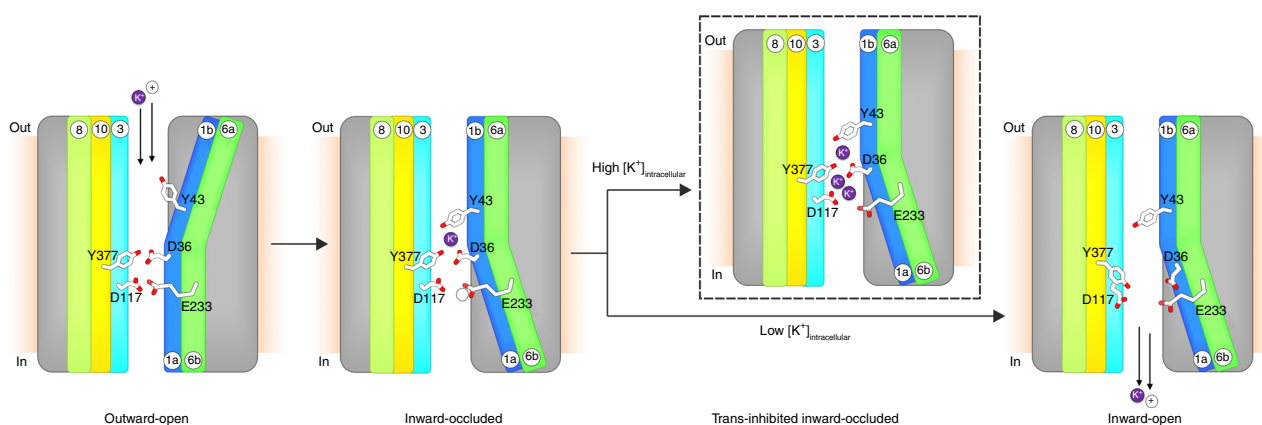 K⁺ +
Out
8 10 3 1b 6a
Y43
Y377 D36
D117 E233
In
1a 6b
Outward-open
Out
8 10 3 1b 6a
Y43
K⁺
Y377 D36
D117 E233
In
1a 6b
Inward-occluded
High [K⁺]intracellular
Low [K⁺]intracellular
Out
8 10 3 1b 6a
Y43
K⁺
Y377 D36
K⁺ K⁺
D117 E233
In
1a 6b
Trans-inhibited inward-occluded
Out
8 10 3 1b 6a
Y43
Y377 D36
D117 E233
In
1a 6b
K⁺ +
Inward-open